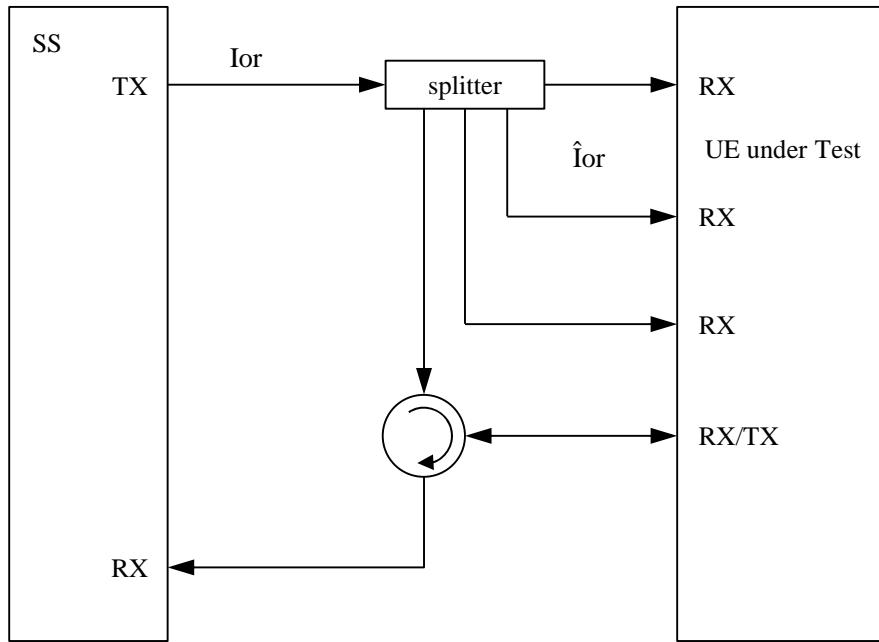 SS
Ior
TX
splitter
RX
UE under Test
Îor
RX
RX
RX/TX
RX